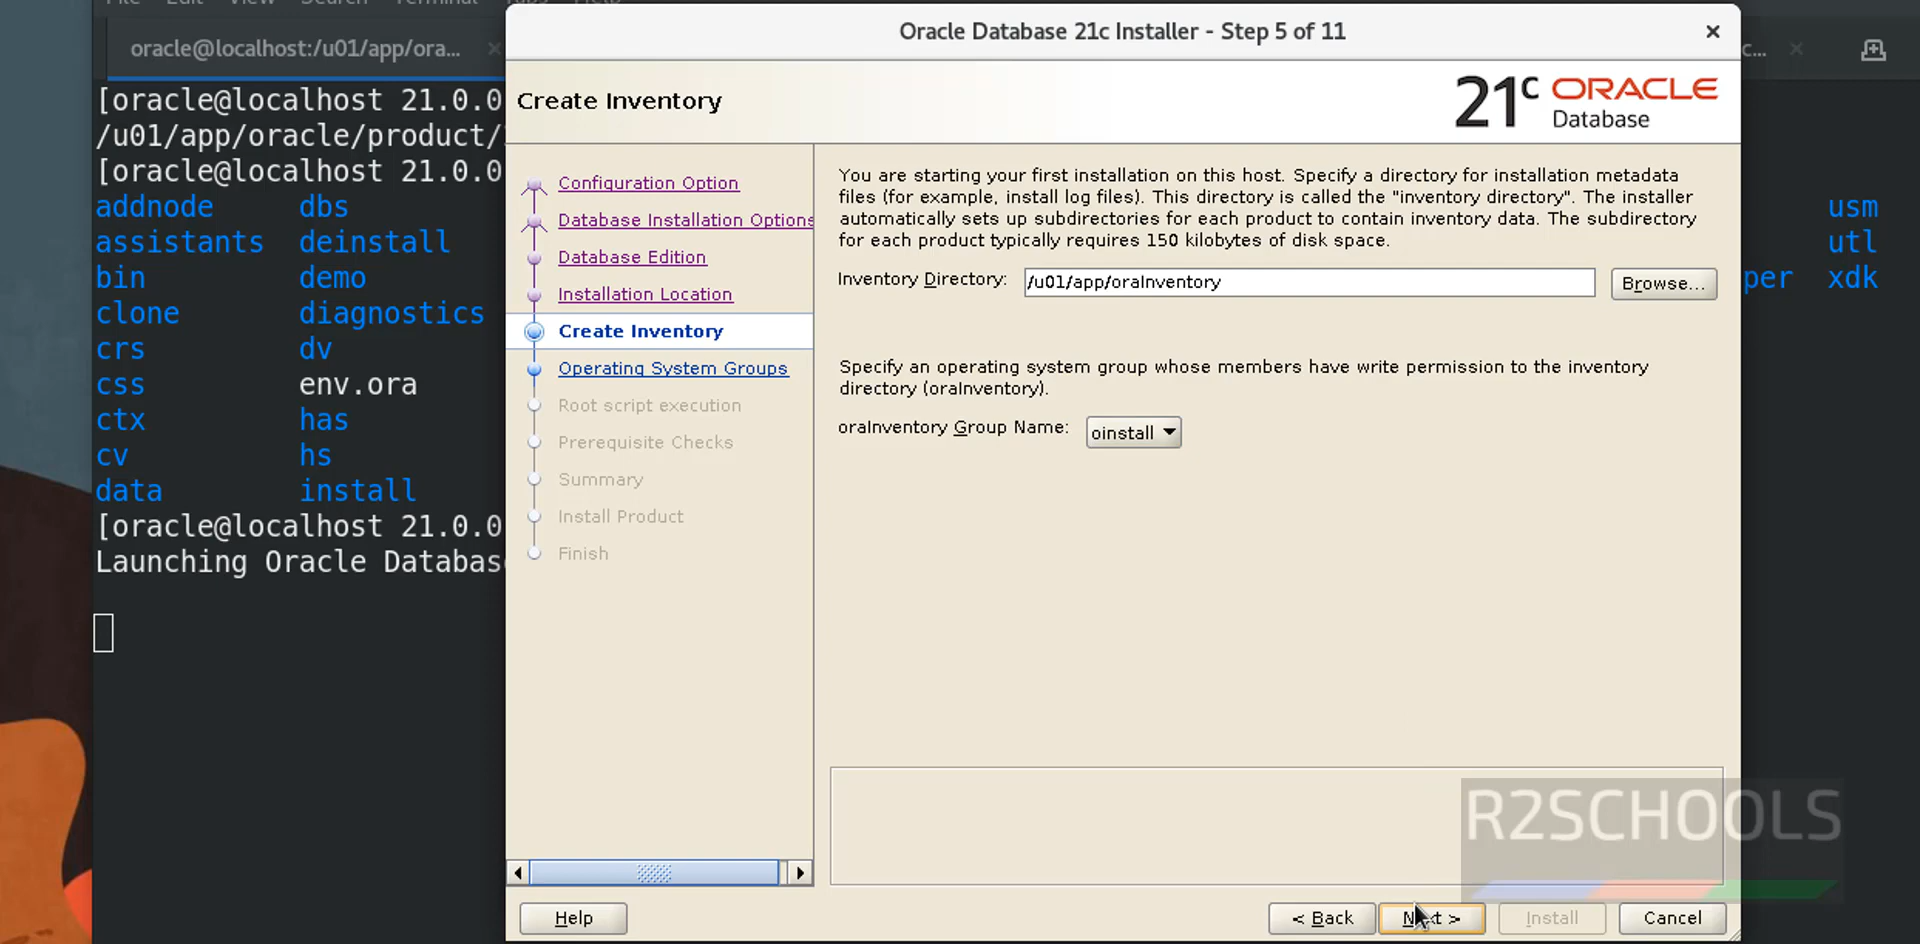 File Edit View Search Terminal Tabs Help
oracle@localhost:/u01/app/ora...
Oracle Database 21c Installer - Step 5 of 11
c...
[oracle@localhost 21.0.0
/u01/app/oracle/product/
[oracle@localhost 21.0.0
addnode dbs
assistants deinstall
bin demo
clone diagnostics
crs dv
css env.ora
ctx has
cv hs
data install
[oracle@localhost 21.0.0
Launching Oracle Databas
usm
utl
per xdk
Create Inventory
21c ORACLE
Database
Configuration Option
Database Installation Options
Database Edition
Installation Location
Create Inventory
Operating System Groups
Root script execution
Prerequisite Checks
Summary
Install Product
Finish
You are starting your first installation on this host. Specify a directory for installation metadata
files (for example, install log files). This directory is called the "inventory directory". The installer
automatically sets up subdirectories for each product to contain inventory data. The subdirectory
for each product typically requires 150 kilobytes of disk space.
Inventory Directory: /u01/app/oraInventory Browse...
Specify an operating system group whose members have write permission to the inventory
directory (oraInventory).
oraInventory Group Name: oinstall
R2SCHOOLS
Help < Back Next > Install Cancel